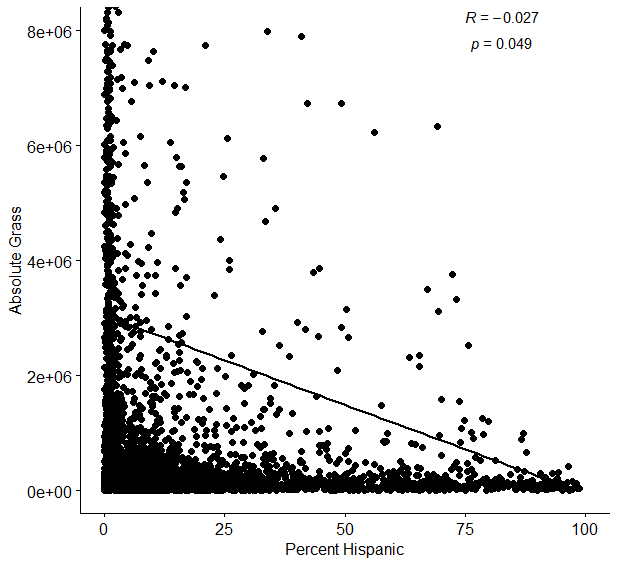 R = −0.027
p = 0.049
8e+06
6e+06
4e+06
2e+06
0e+00
Absolute Grass
0
25
50
75
100
Percent Hispanic